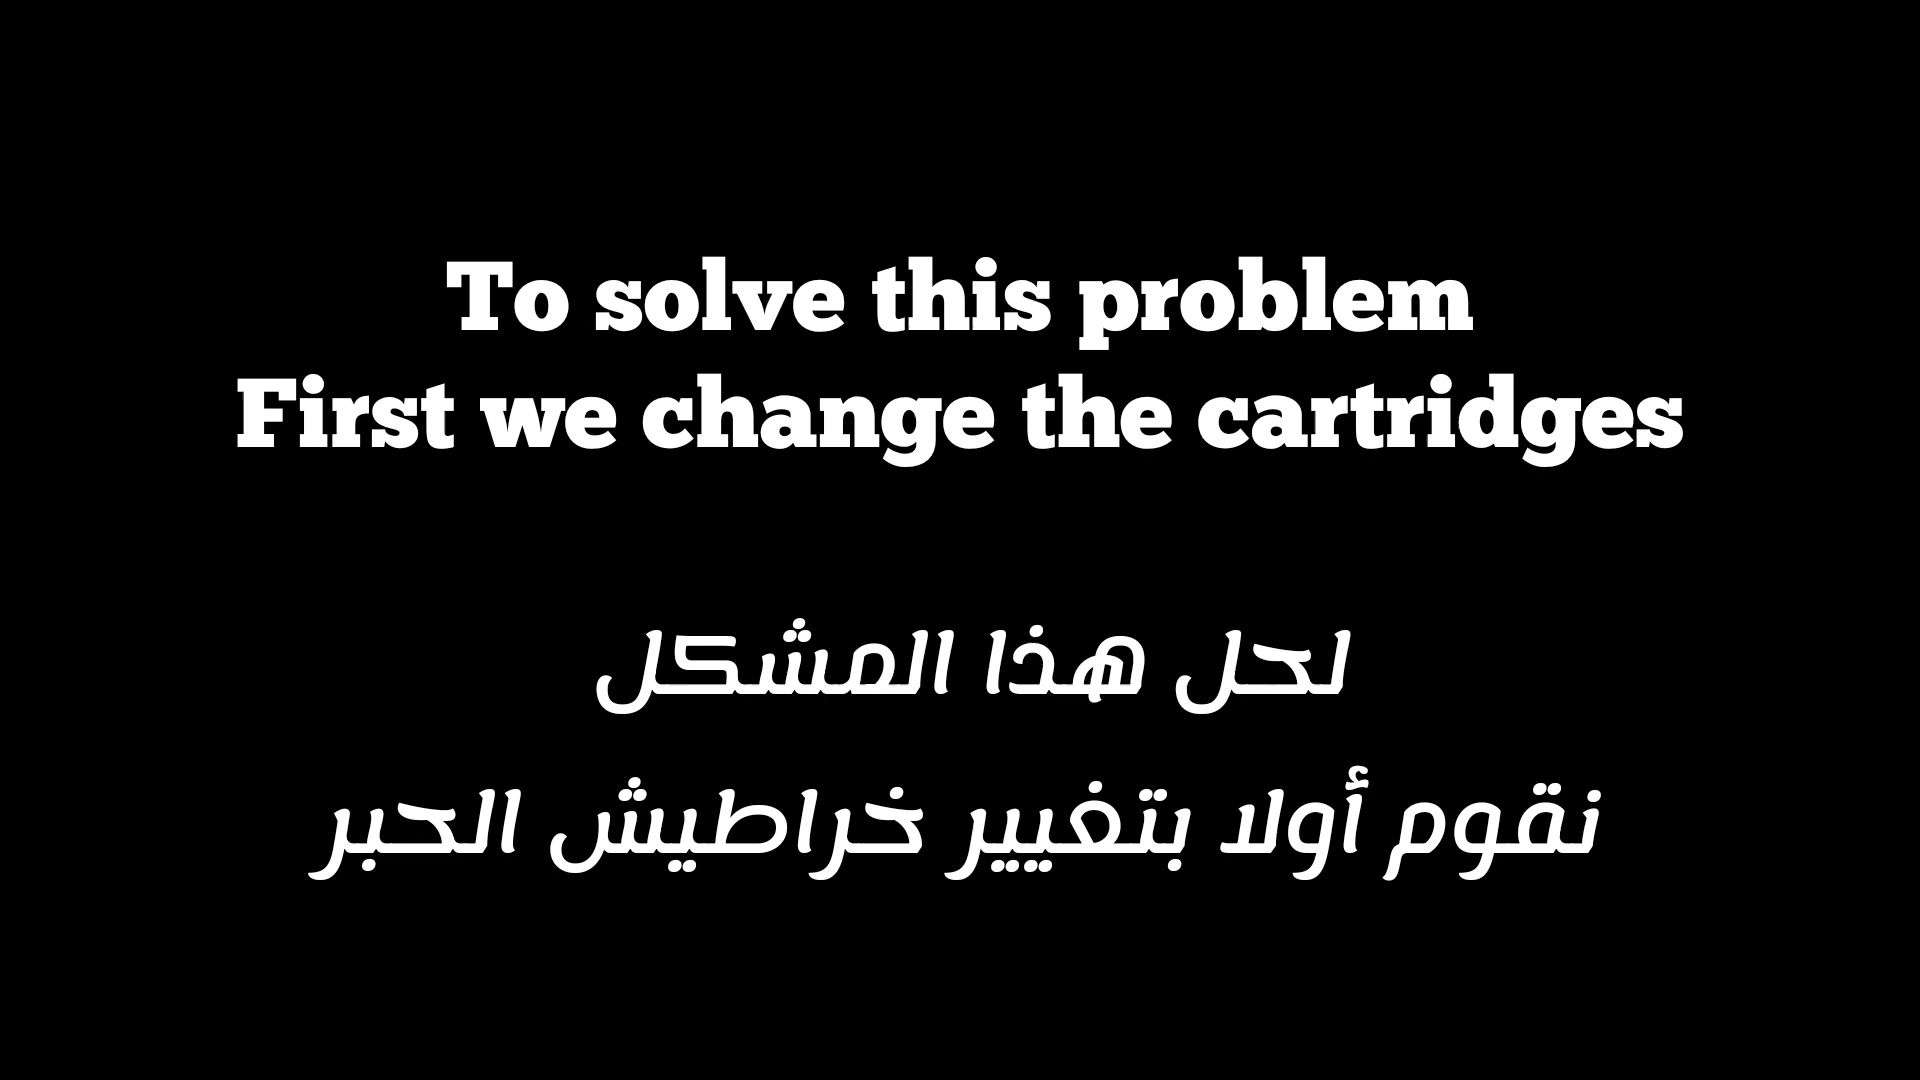 To solve this problem
First we change the cartridges
لحل هذا المشكل
نقوم أولا بتغيير خراطيش الحبر